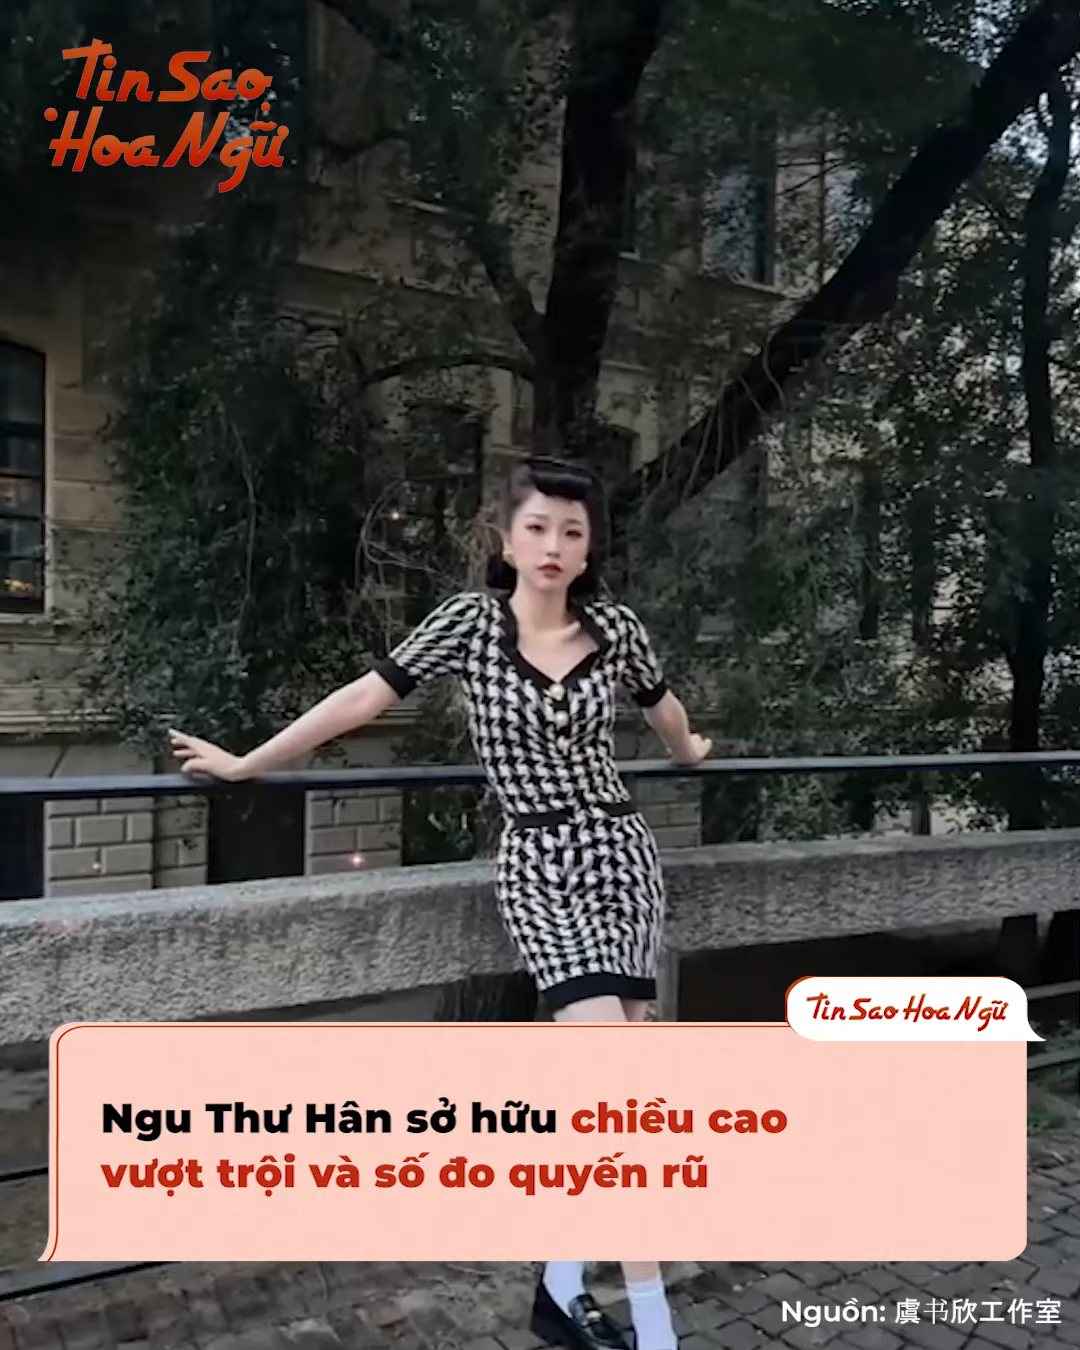 Tin Sao
Hoa Ngữ
Tin Sao Hoa Ngữ
Ngu Thư Hân sở hữu chiều cao
vượt trội và số đo quyến rũ
Nguồn: 虞书欣工作室